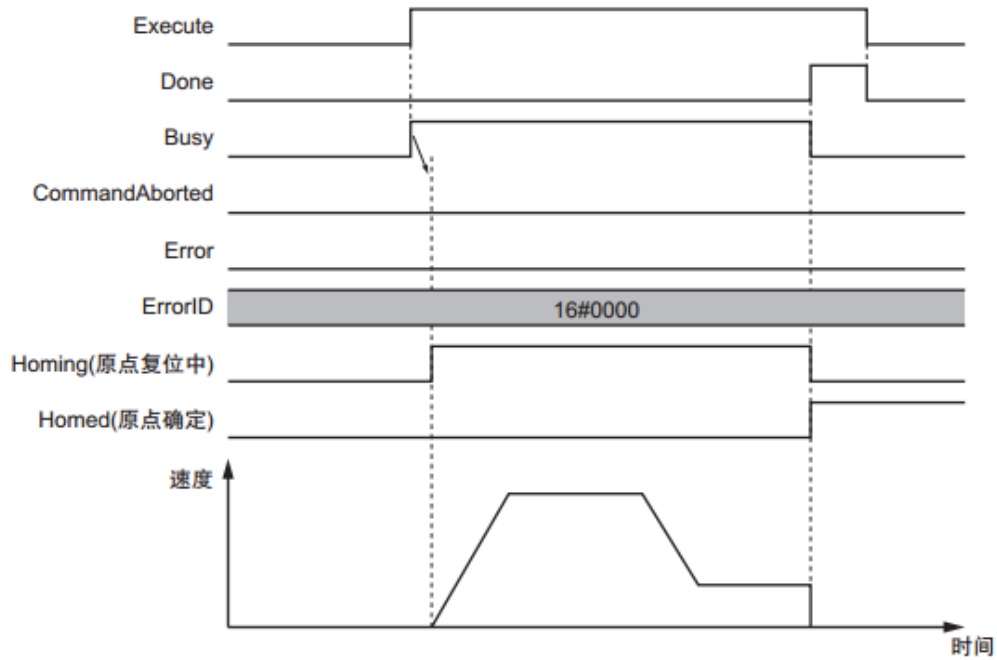 Execute
Done
Busy
CommandAborted
Error
ErrorID
16#0000
Homing(原点复位中)
Homed(原点确定)
速度
时间